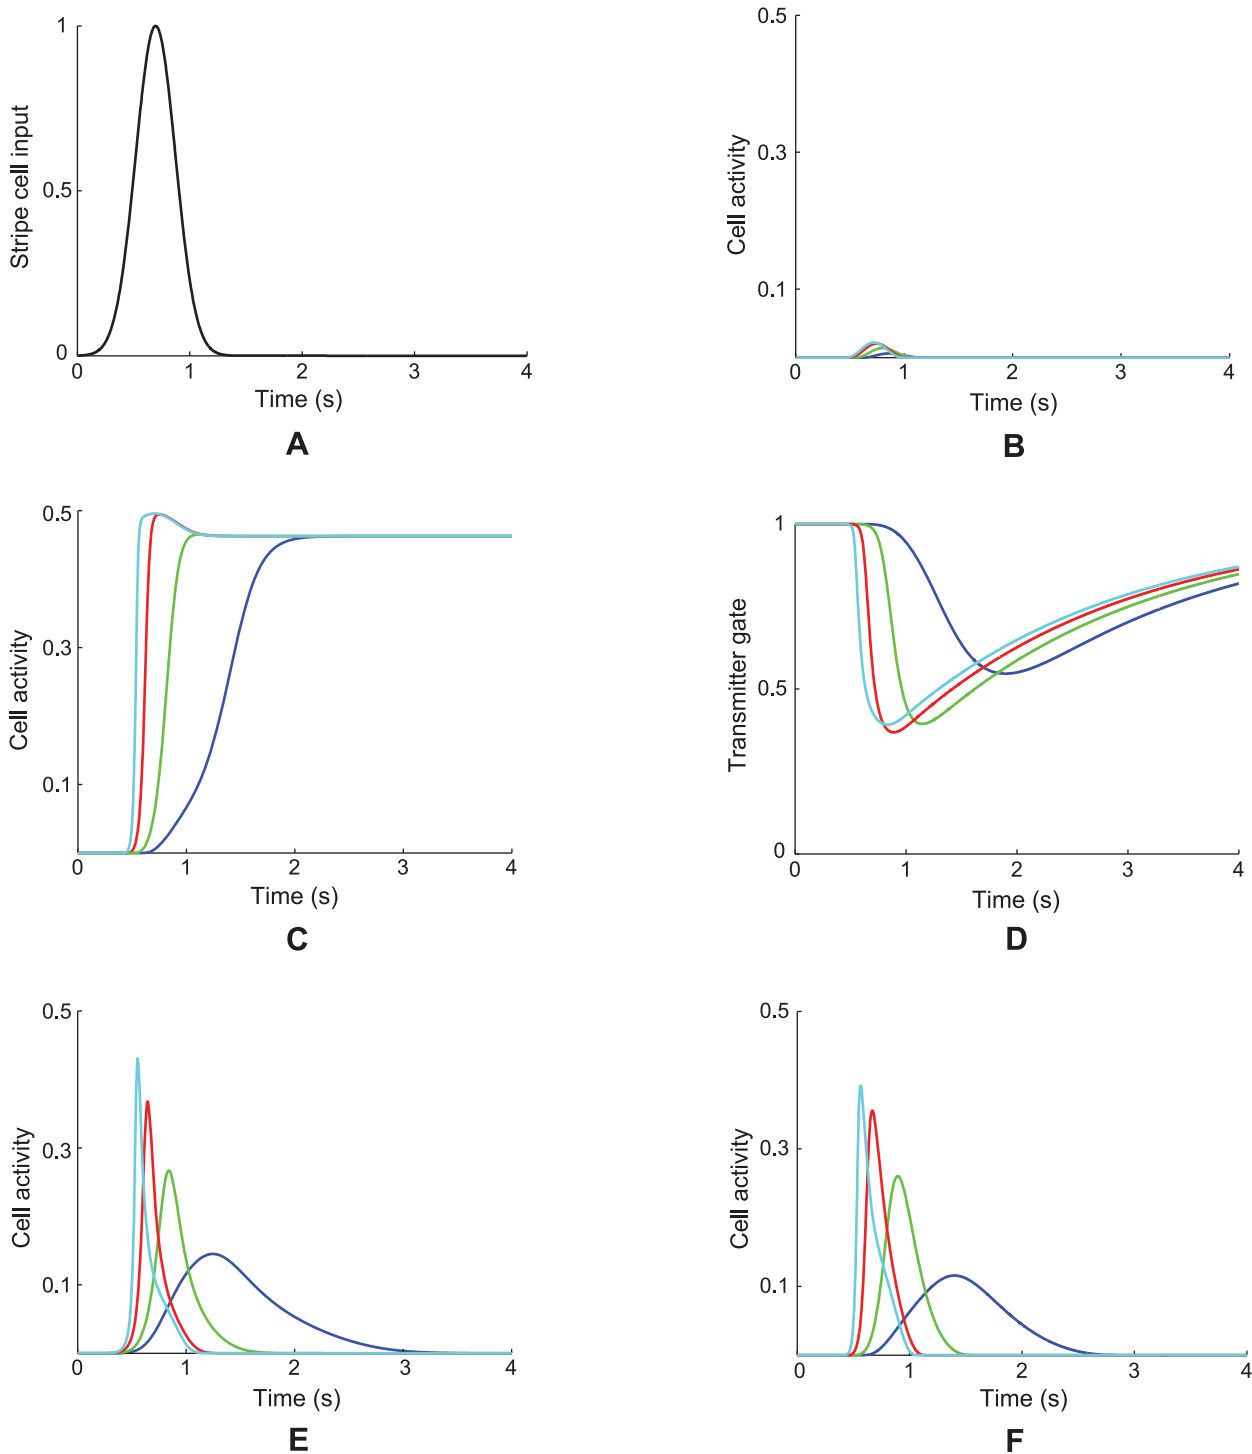 1
0.5
0
Stripe cell input
0 1 2 3 4
Time (s)
A
0.5
0.3
0.1
Cell activity
0 1 2 3 4
Time (s)
B
0.5
0.3
0.1
Cell activity
0 1 2 3 4
Time (s)
C
1
0.5
0
Transmitter gate
0 1 2 3 4
Time (s)
D
0.5
0.3
0.1
Cell activity
0 1 2 3 4
Time (s)
E
0.5
0.3
0.1
Cell activity
0 1 2 3 4
Time (s)
F